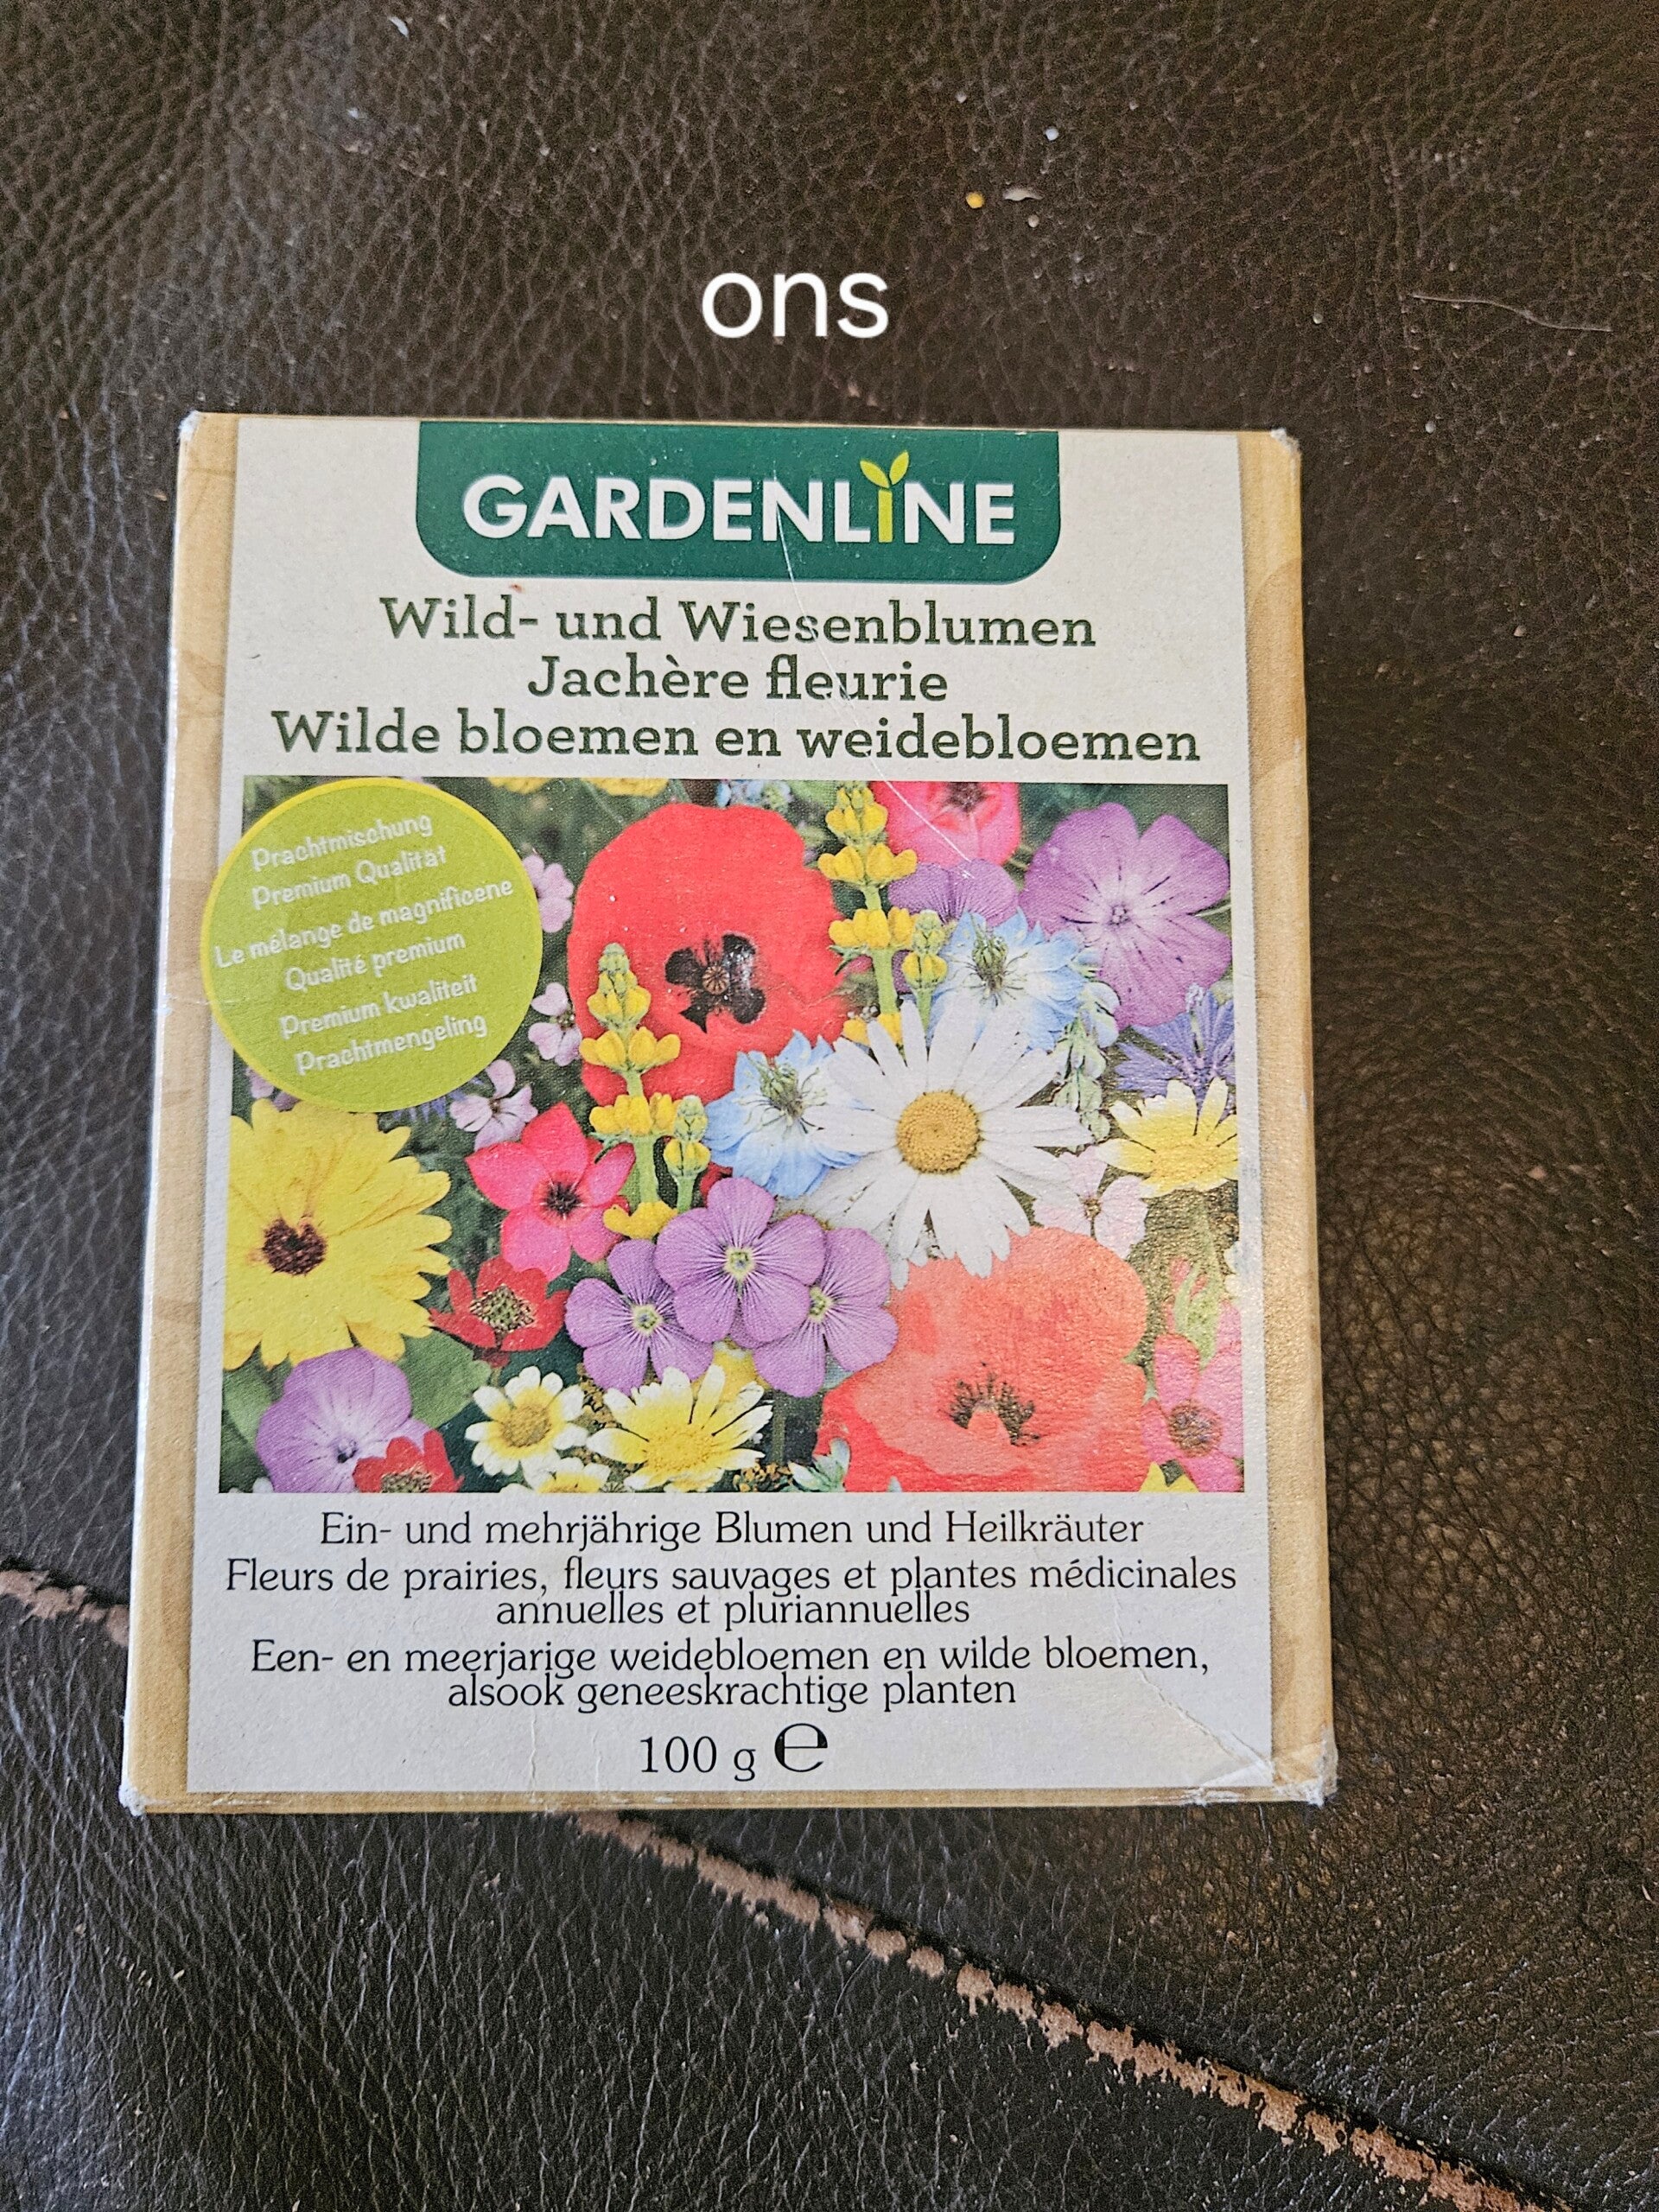 ons
GARDENLINE
Wild- und Wiesenblumen
Jachère fleurie
Wilde bloemen en weidebloemen
Prachtmischung
Premium Qualität
Le mélange de magnificene
Qualité premium
Premium kwaliteit
Prachtmengeling
Ein- und mehrjährige Blumen und Heilkräuter
Fleurs de prairies, fleurs sauvages et plantes médicinales
annuelles et pluriannuelles
Een- en meerjarige weidebloemen en wilde bloemen,
alsook geneeskrachtige planten
100 g ℮